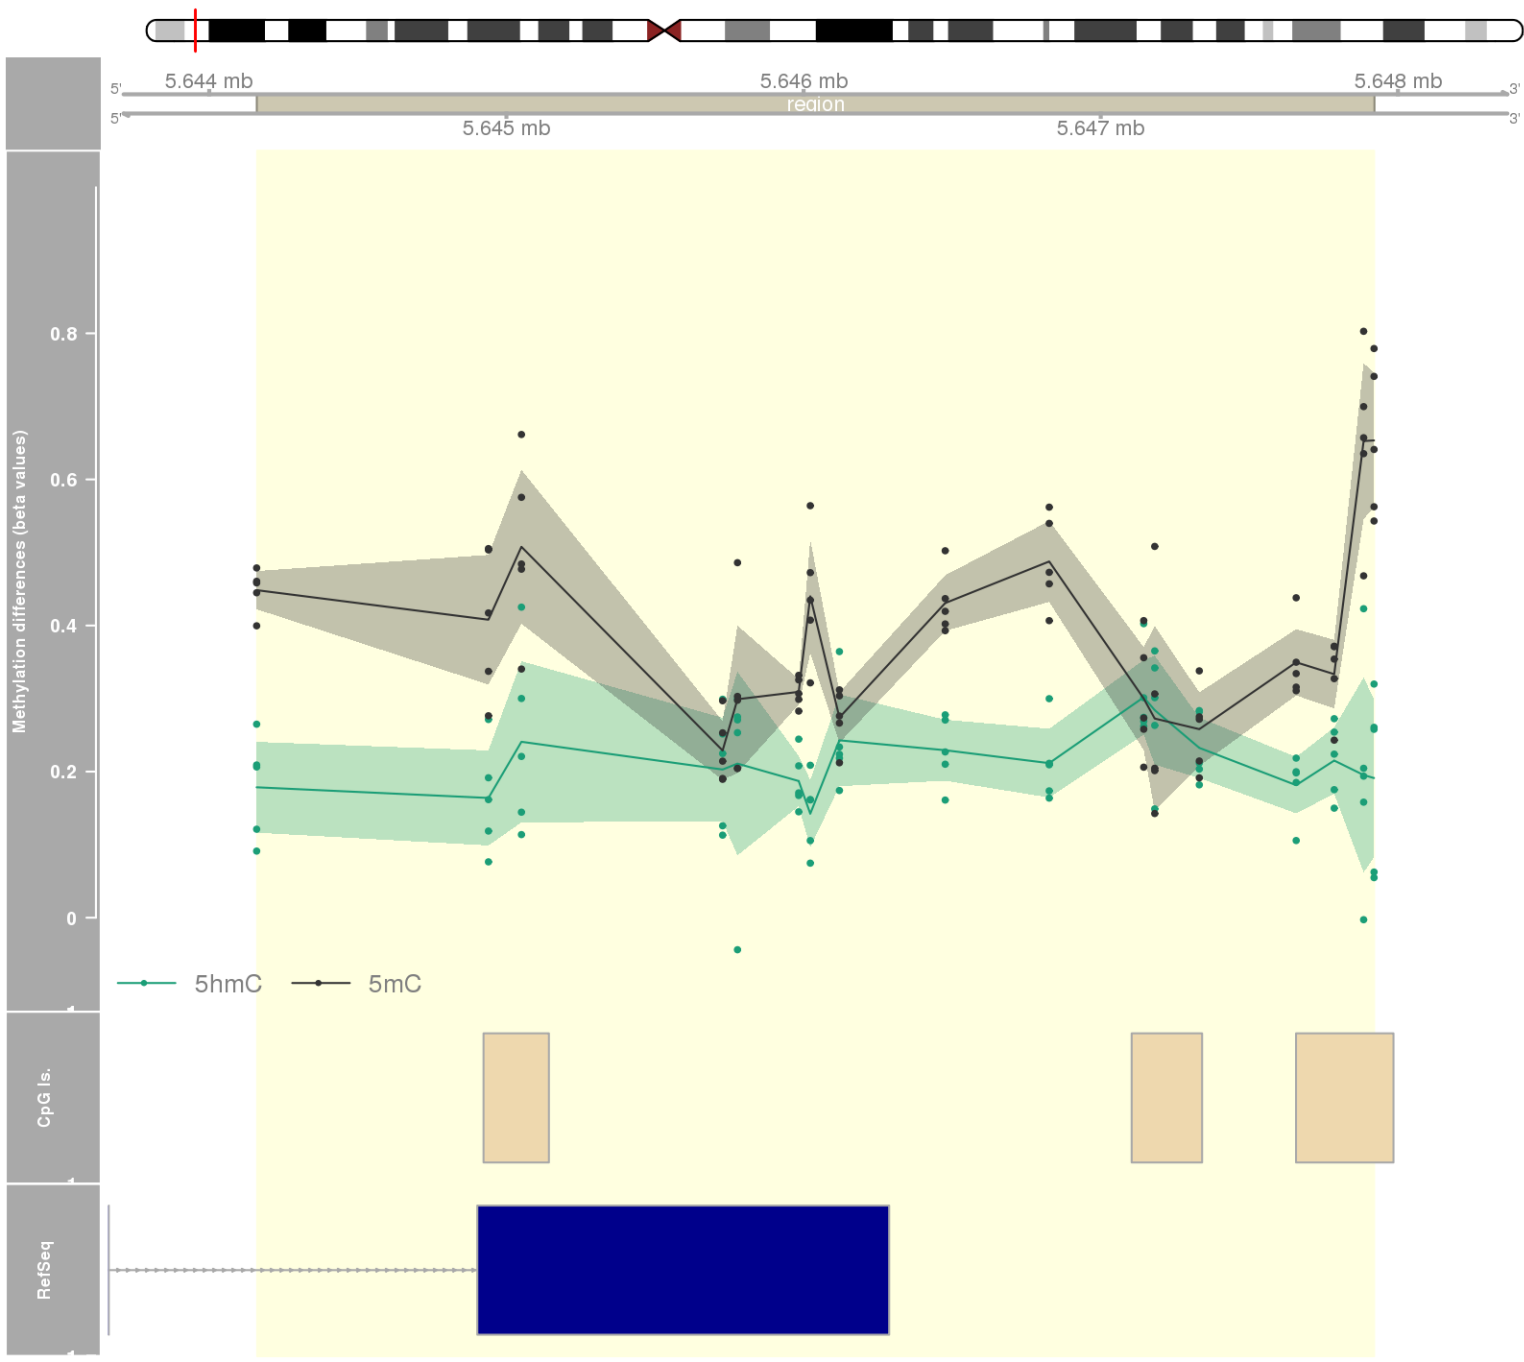 5.644 mb 5.646 mb 5.648 mb
5' 3'
region
5' 3'
5.645 mb 5.647 mb
Methylation differences (beta values)
0.8
0.6
0.4
0.2
0
5hmC 5mC
CpG Is.
RefSeq